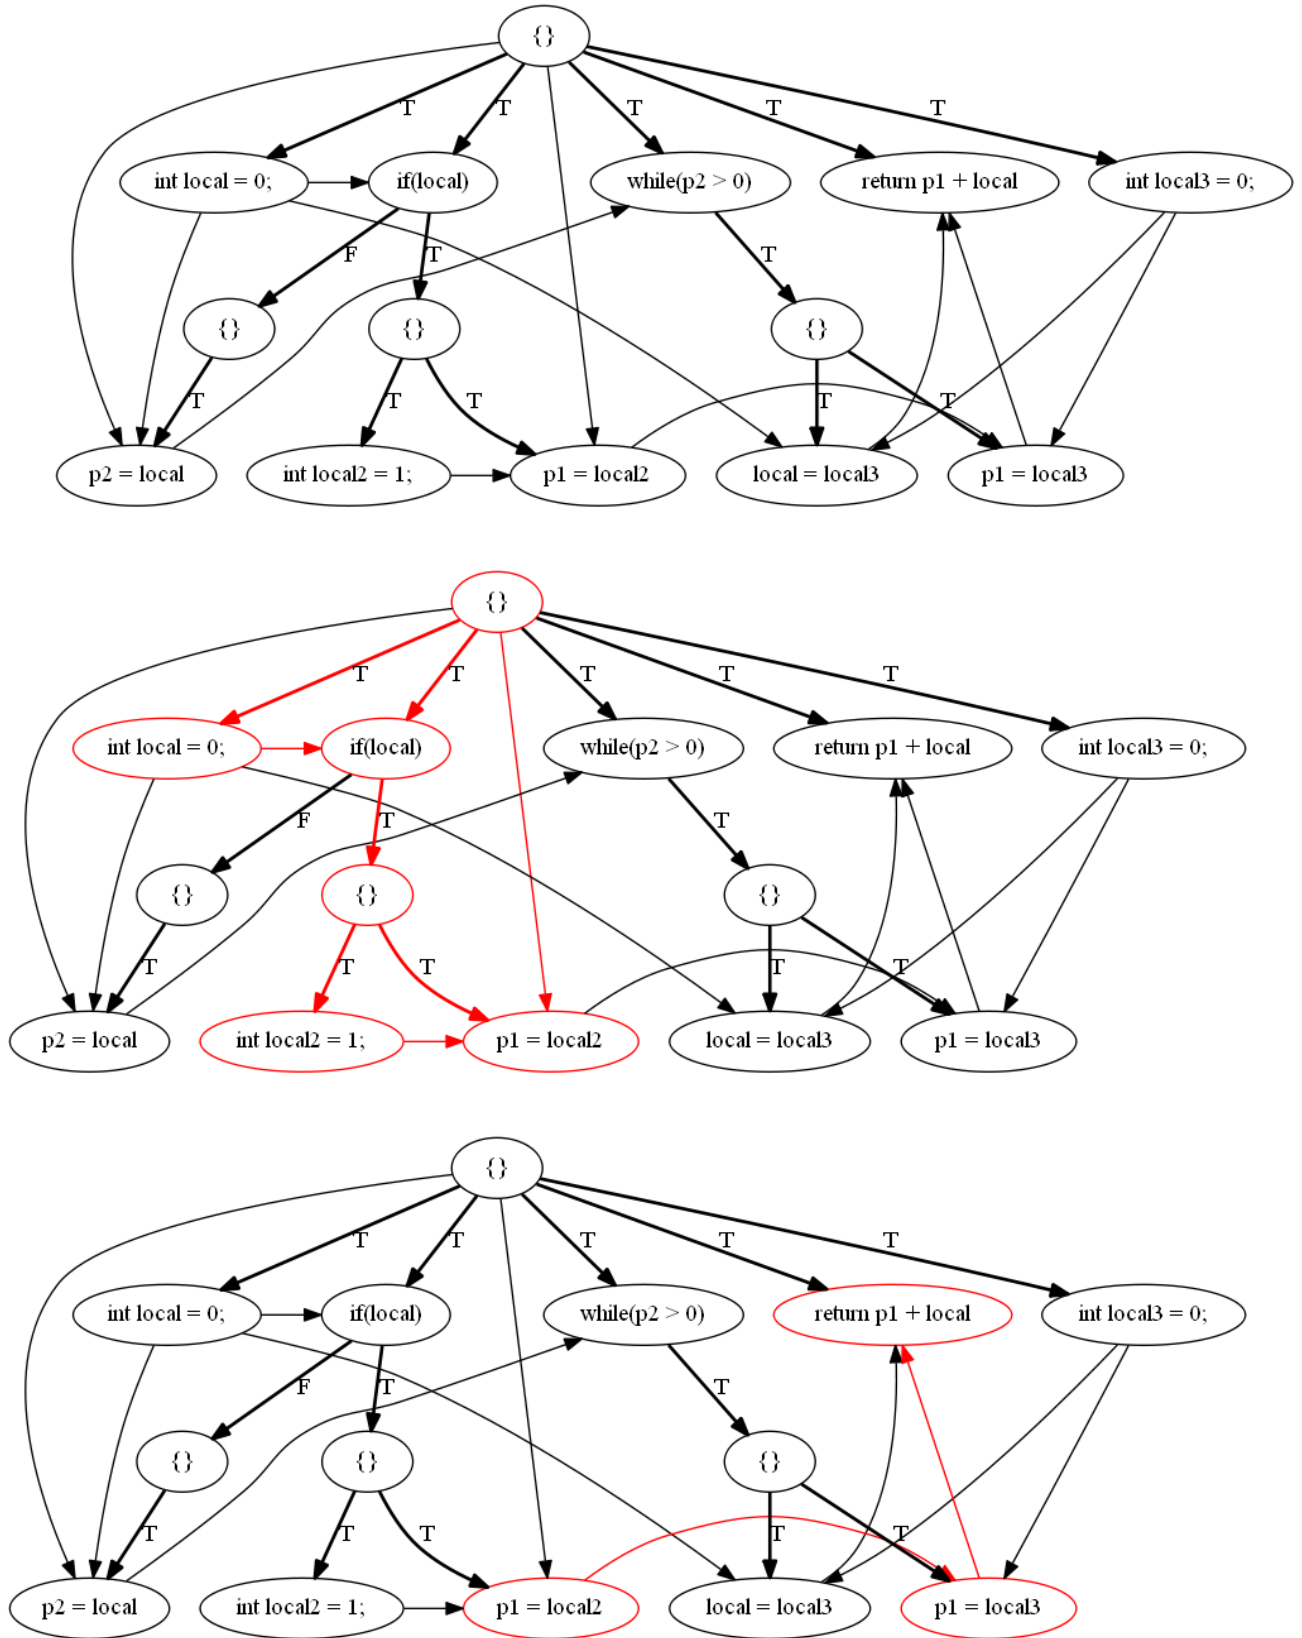 {}
T
T
T
T
T
int local = 0;
if(local)
while(p2 > 0)
return p1 + local
int local3 = 0;
F
T
T
{}
{}
{}
T
T
T
T
T
p2 = local
int local2 = 1;
p1 = local2
local = local3
p1 = local3
{}
T
T
T
T
T
int local = 0;
if(local)
while(p2 > 0)
return p1 + local
int local3 = 0;
F
T
T
{}
{}
{}
T
T
T
T
T
p2 = local
int local2 = 1;
p1 = local2
local = local3
p1 = local3
{}
T
T
T
T
T
int local = 0;
if(local)
while(p2 > 0)
return p1 + local
int local3 = 0;
F
T
T
{}
{}
{}
T
T
T
T
T
p2 = local
int local2 = 1;
p1 = local2
local = local3
p1 = local3